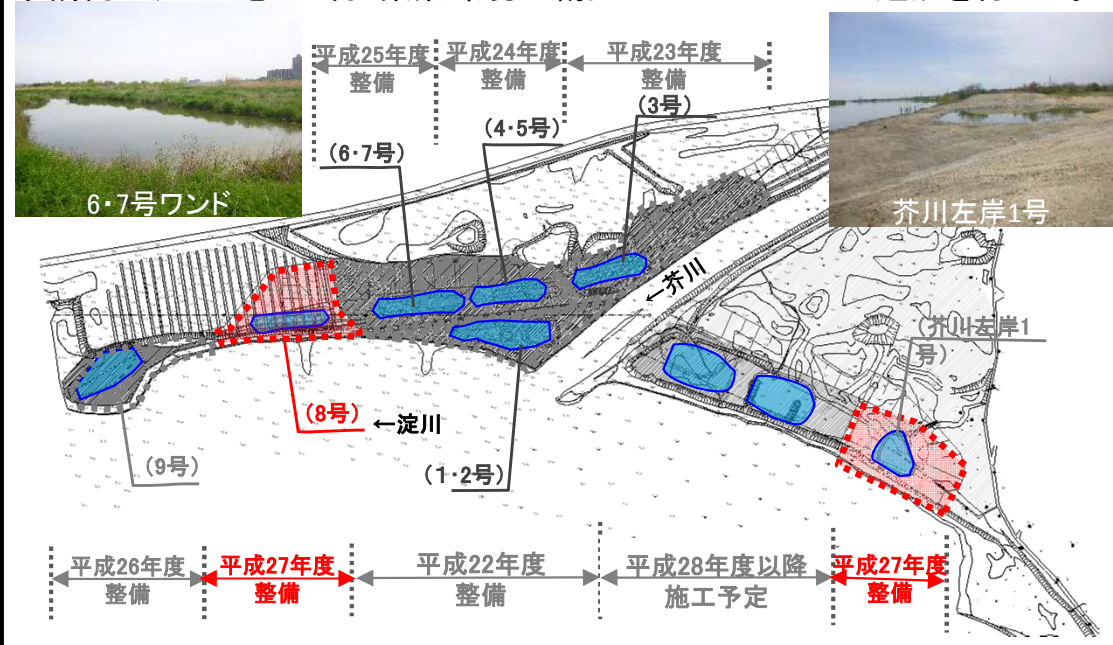 平成25年度
整備
平成24年度
整備
平成23年度
整備
(3号)
(4・5号)
(6・7号)
6・7号ワンド
芥川左岸1号
←芥川
(芥川左岸1
号)
(8号)
←淀川
(9号)
(1・2号)
平成26年度
整備
平成27年度
整備
平成22年度
整備
平成28年度以降
施工予定
平成27年度
整備